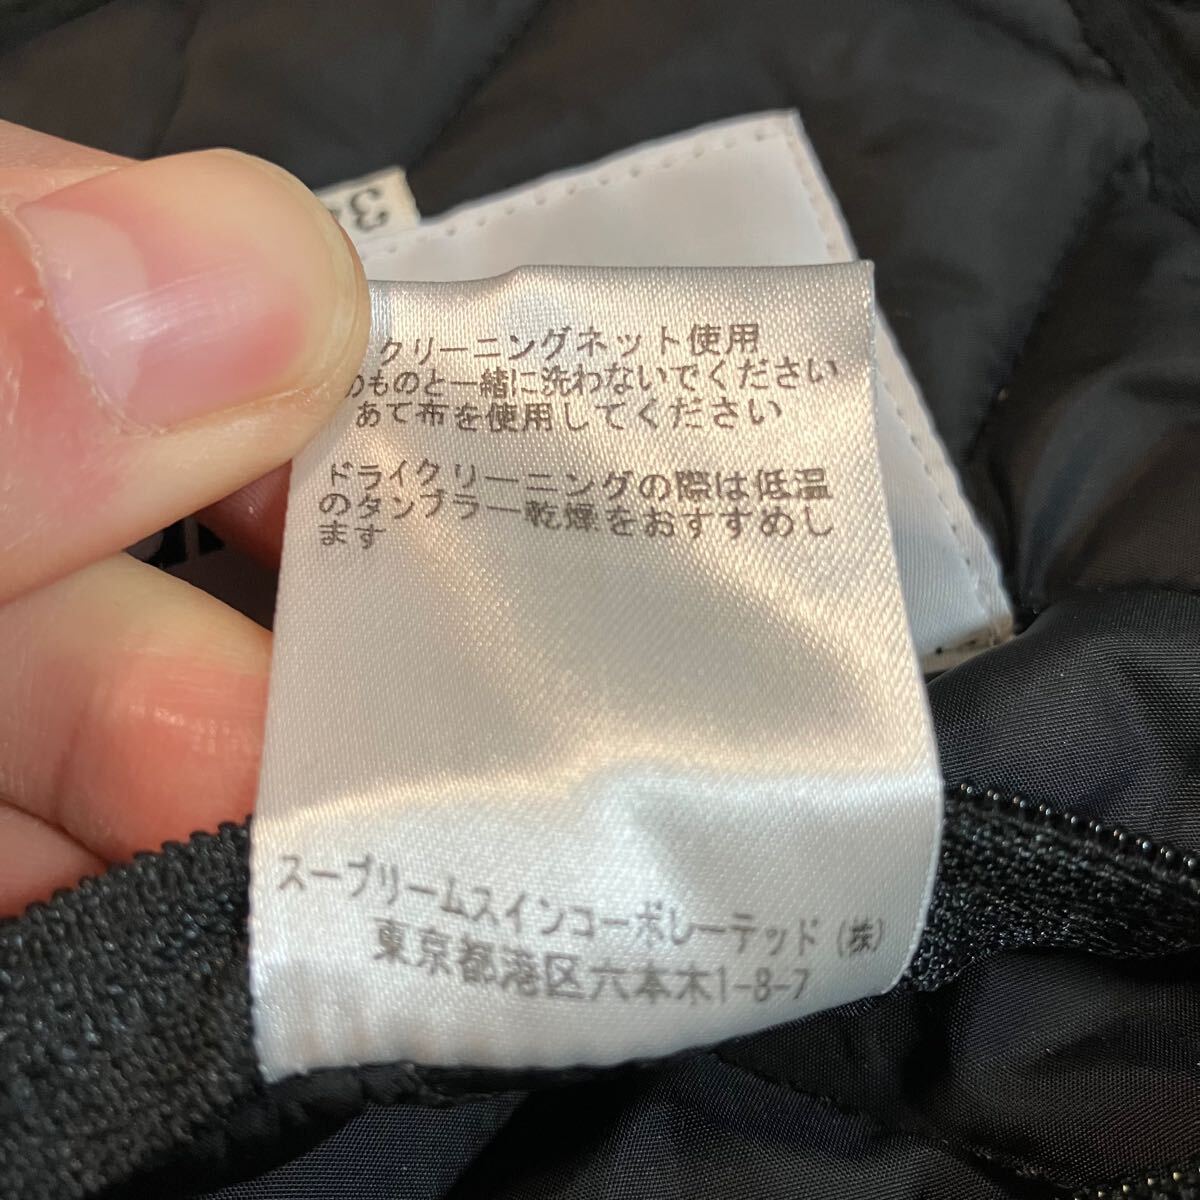 クリーニングネット使用
のものと一緒に洗わないでください
あて布を使用してください
ドライクリーニングの際は低温
のタンブラー乾燥をおすすめし
ます
スープリームスインコーポレーテッド(株)
東京都港区六本木1-8-7